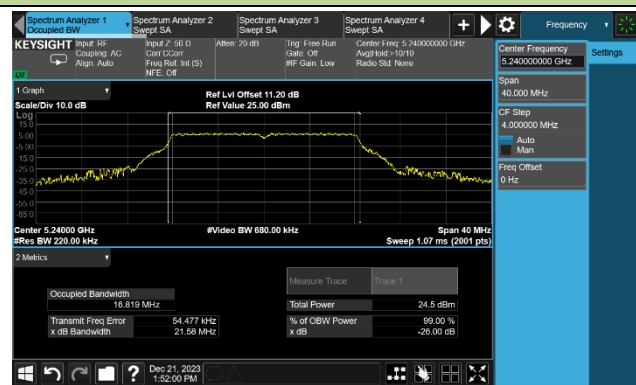 Spectrum Analyzer 1
Occupied BW
Spectrum Analyzer 2
Swept SA
Spectrum Analyzer 3
Swept SA
Spectrum Analyzer 4
Swept SA
+
Frequency
KEYSIGHT
Input: RF
Coupling: AC
Align: Auto
Input Z: 50 Ω
Corr CCorr
Freq Ref: Int (S)
NFE: Off
Atten: 20 dB
Trig: Free Run
Gate: Off
#IF Gain: Low
Center Freq: 5.240000000 GHz
Avg|Hold:>10/10
Radio Std: None
Center Frequency
5.240000000 GHz
Settings
Span
40.000 MHz
CF Step
4.000000 MHz
Auto
Man
Freq Offset
0 Hz
1 Graph
Scale/Div 10.0 dB
Ref Lvl Offset 11.20 dB
Ref Value 25.00 dBm
Log
15.0
5.00
-5.00
-15.0
-25.0
-35.0
-45.0
-55.0
-65.0
Center 5.24000 GHz
#Res BW 220.00 kHz
#Video BW 680.00 kHz
Span 40 MHz
Sweep 1.07 ms (2001 pts)
2 Metrics
Measure Trace
Trace 1
Occupied Bandwidth
16.819 MHz
Total Power
24.5 dBm
Transmit Freq Error
54.477 kHz
% of OBW Power
99.00 %
x dB Bandwidth
21.58 MHz
x dB
-26.00 dB
?
Dec 21, 2023
1:52:00 PM